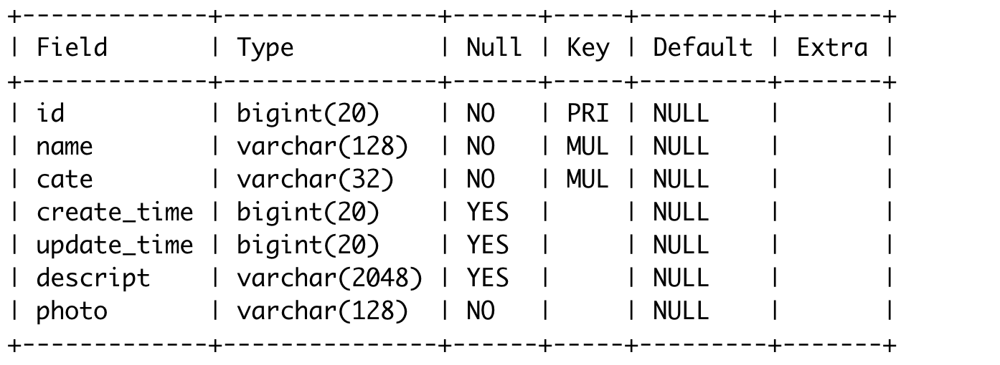 +-------------+---------------+------+-----+---------+-------+
| Field       | Type          | Null | Key | Default | Extra |
+-------------+---------------+------+-----+---------+-------+
| id          | bigint(20)    | NO   | PRI | NULL    |       |
| name        | varchar(128)  | NO   | MUL | NULL    |       |
| cate        | varchar(32)   | NO   | MUL | NULL    |       |
| create_time | bigint(20)    | YES  |     | NULL    |       |
| update_time | bigint(20)    | YES  |     | NULL    |       |
| descript    | varchar(2048) | YES  |     | NULL    |       |
| photo       | varchar(128)  | NO   |     | NULL    |       |
+-------------+---------------+------+-----+---------+-------+